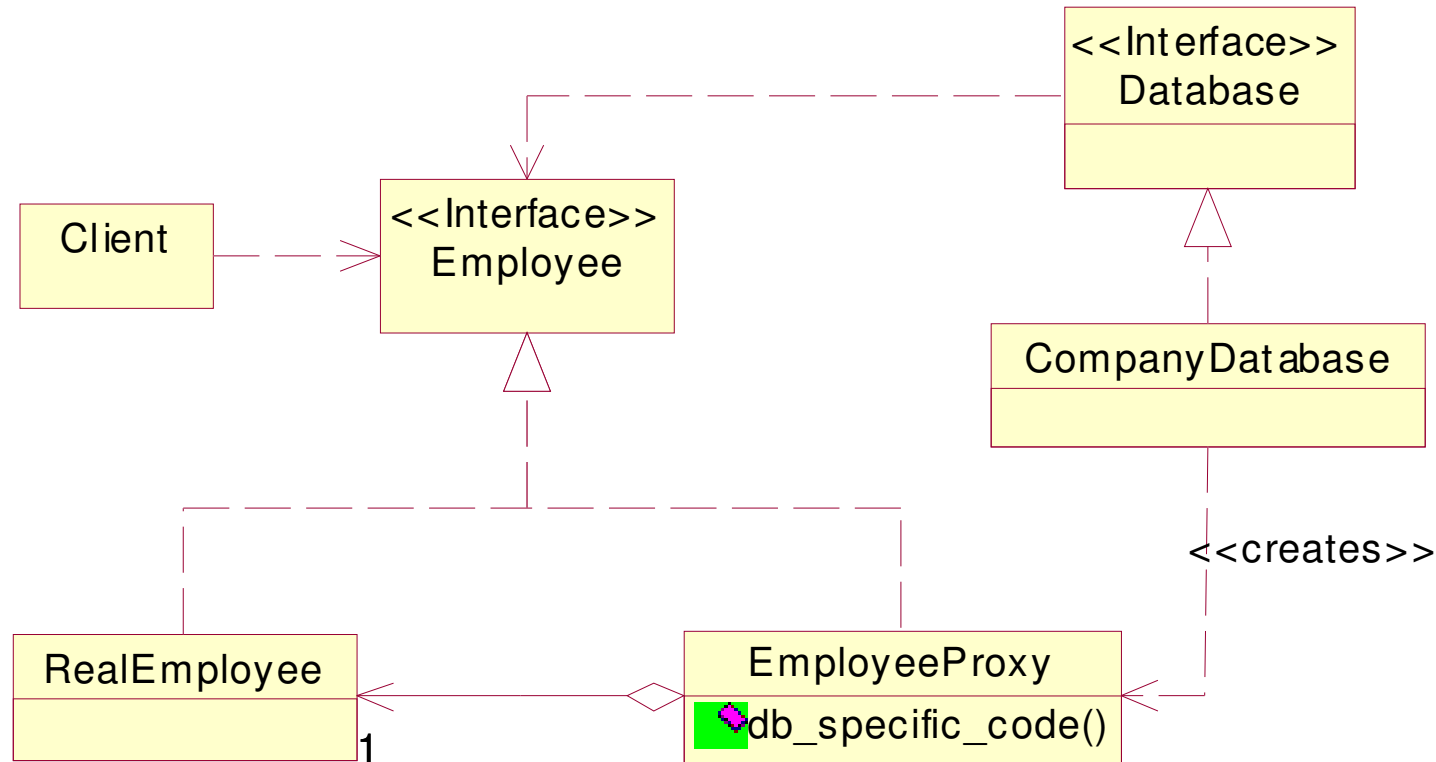 <<Interface>>
Database
<<Interface>>
Employee
Client
CompanyDatabase
<<creates>>
RealEmployee
1
EmployeeProxy
db_specific_code()